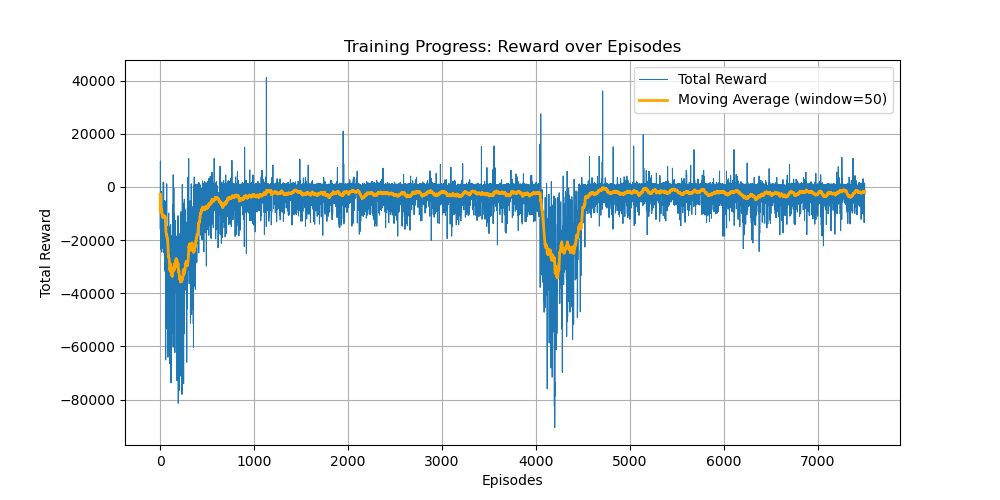 Training Progress: Reward over Episodes
Total Reward
Moving Average (window=50)
40000
20000
0
−20000
−40000
−60000
−80000
Total Reward
0 1000 2000 3000 4000 5000 6000 7000
Episodes